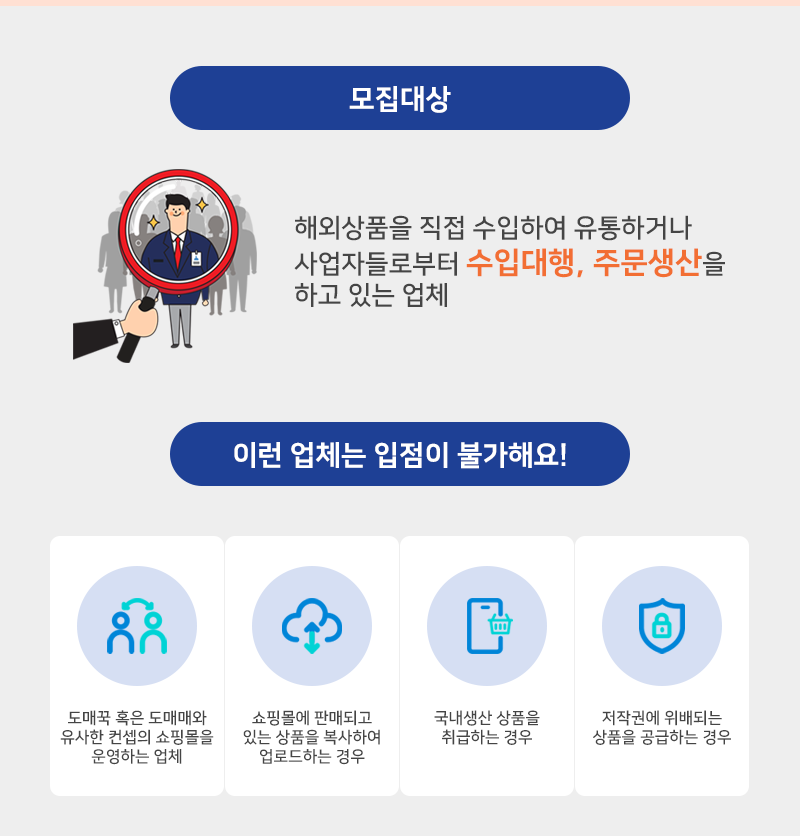 모집대상
해외상품을 직접 수입하여 유통하거나
사업자들로부터 수입대행, 주문생산을
하고 있는 업체
이런 업체는 입점이 불가해요!
도매꾹 혹은 도매매와
유사한 컨셉의 쇼핑몰을
운영하는 업체
쇼핑몰에 판매되고
있는 상품을 복사하여
업로드하는 경우
국내생산 상품을
취급하는 경우
저작권에 위배되는
상품을 공급하는 경우